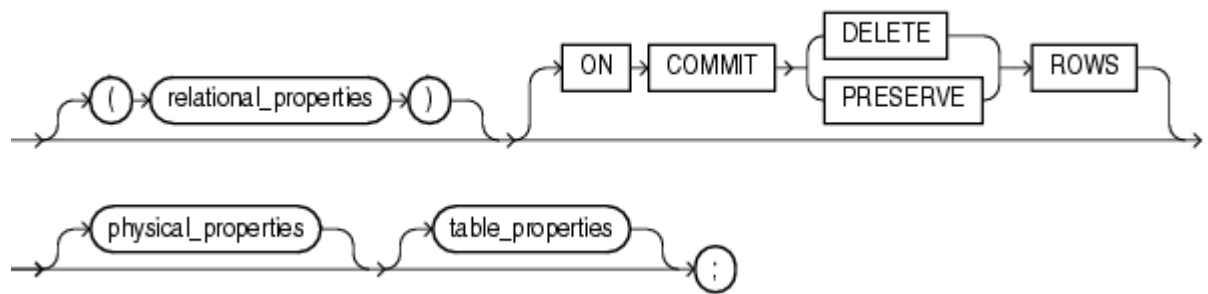 ( relational_properties ) ON COMMIT DELETE PRESERVE ROWS
physical_properties table_properties ;